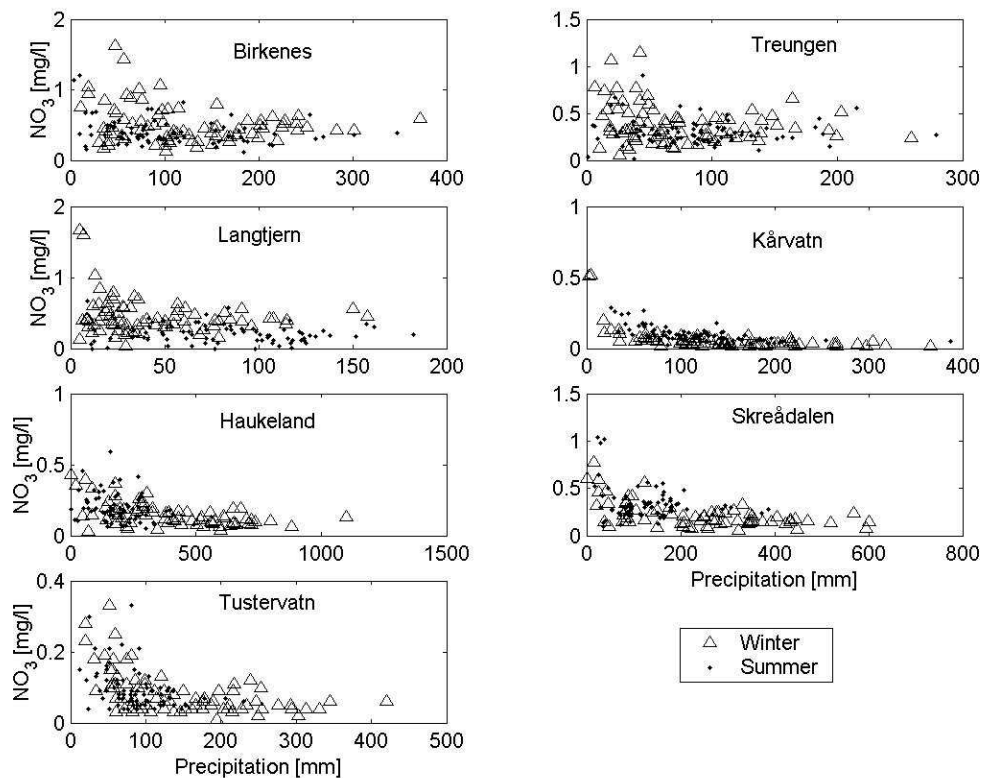 Birkenes
NO3 [mg/l]
2
1
0
0 100 200 300 400
Treungen
1.5
1
0.5
0
0 100 200 300
Langtjern
NO3 [mg/l]
2
1
0
0 50 100 150 200
Kårvatn
1
0.5
0
0 100 200 300 400
Haukeland
NO3 [mg/l]
1
0.5
0
0 500 1000 1500
Skreådalen
1.5
1
0.5
0
0 200 400 600 800
Precipitation [mm]
Tustervatn
NO3 [mg/l]
0.4
0.2
0
0 100 200 300 400 500
Precipitation [mm]
Winter
Summer